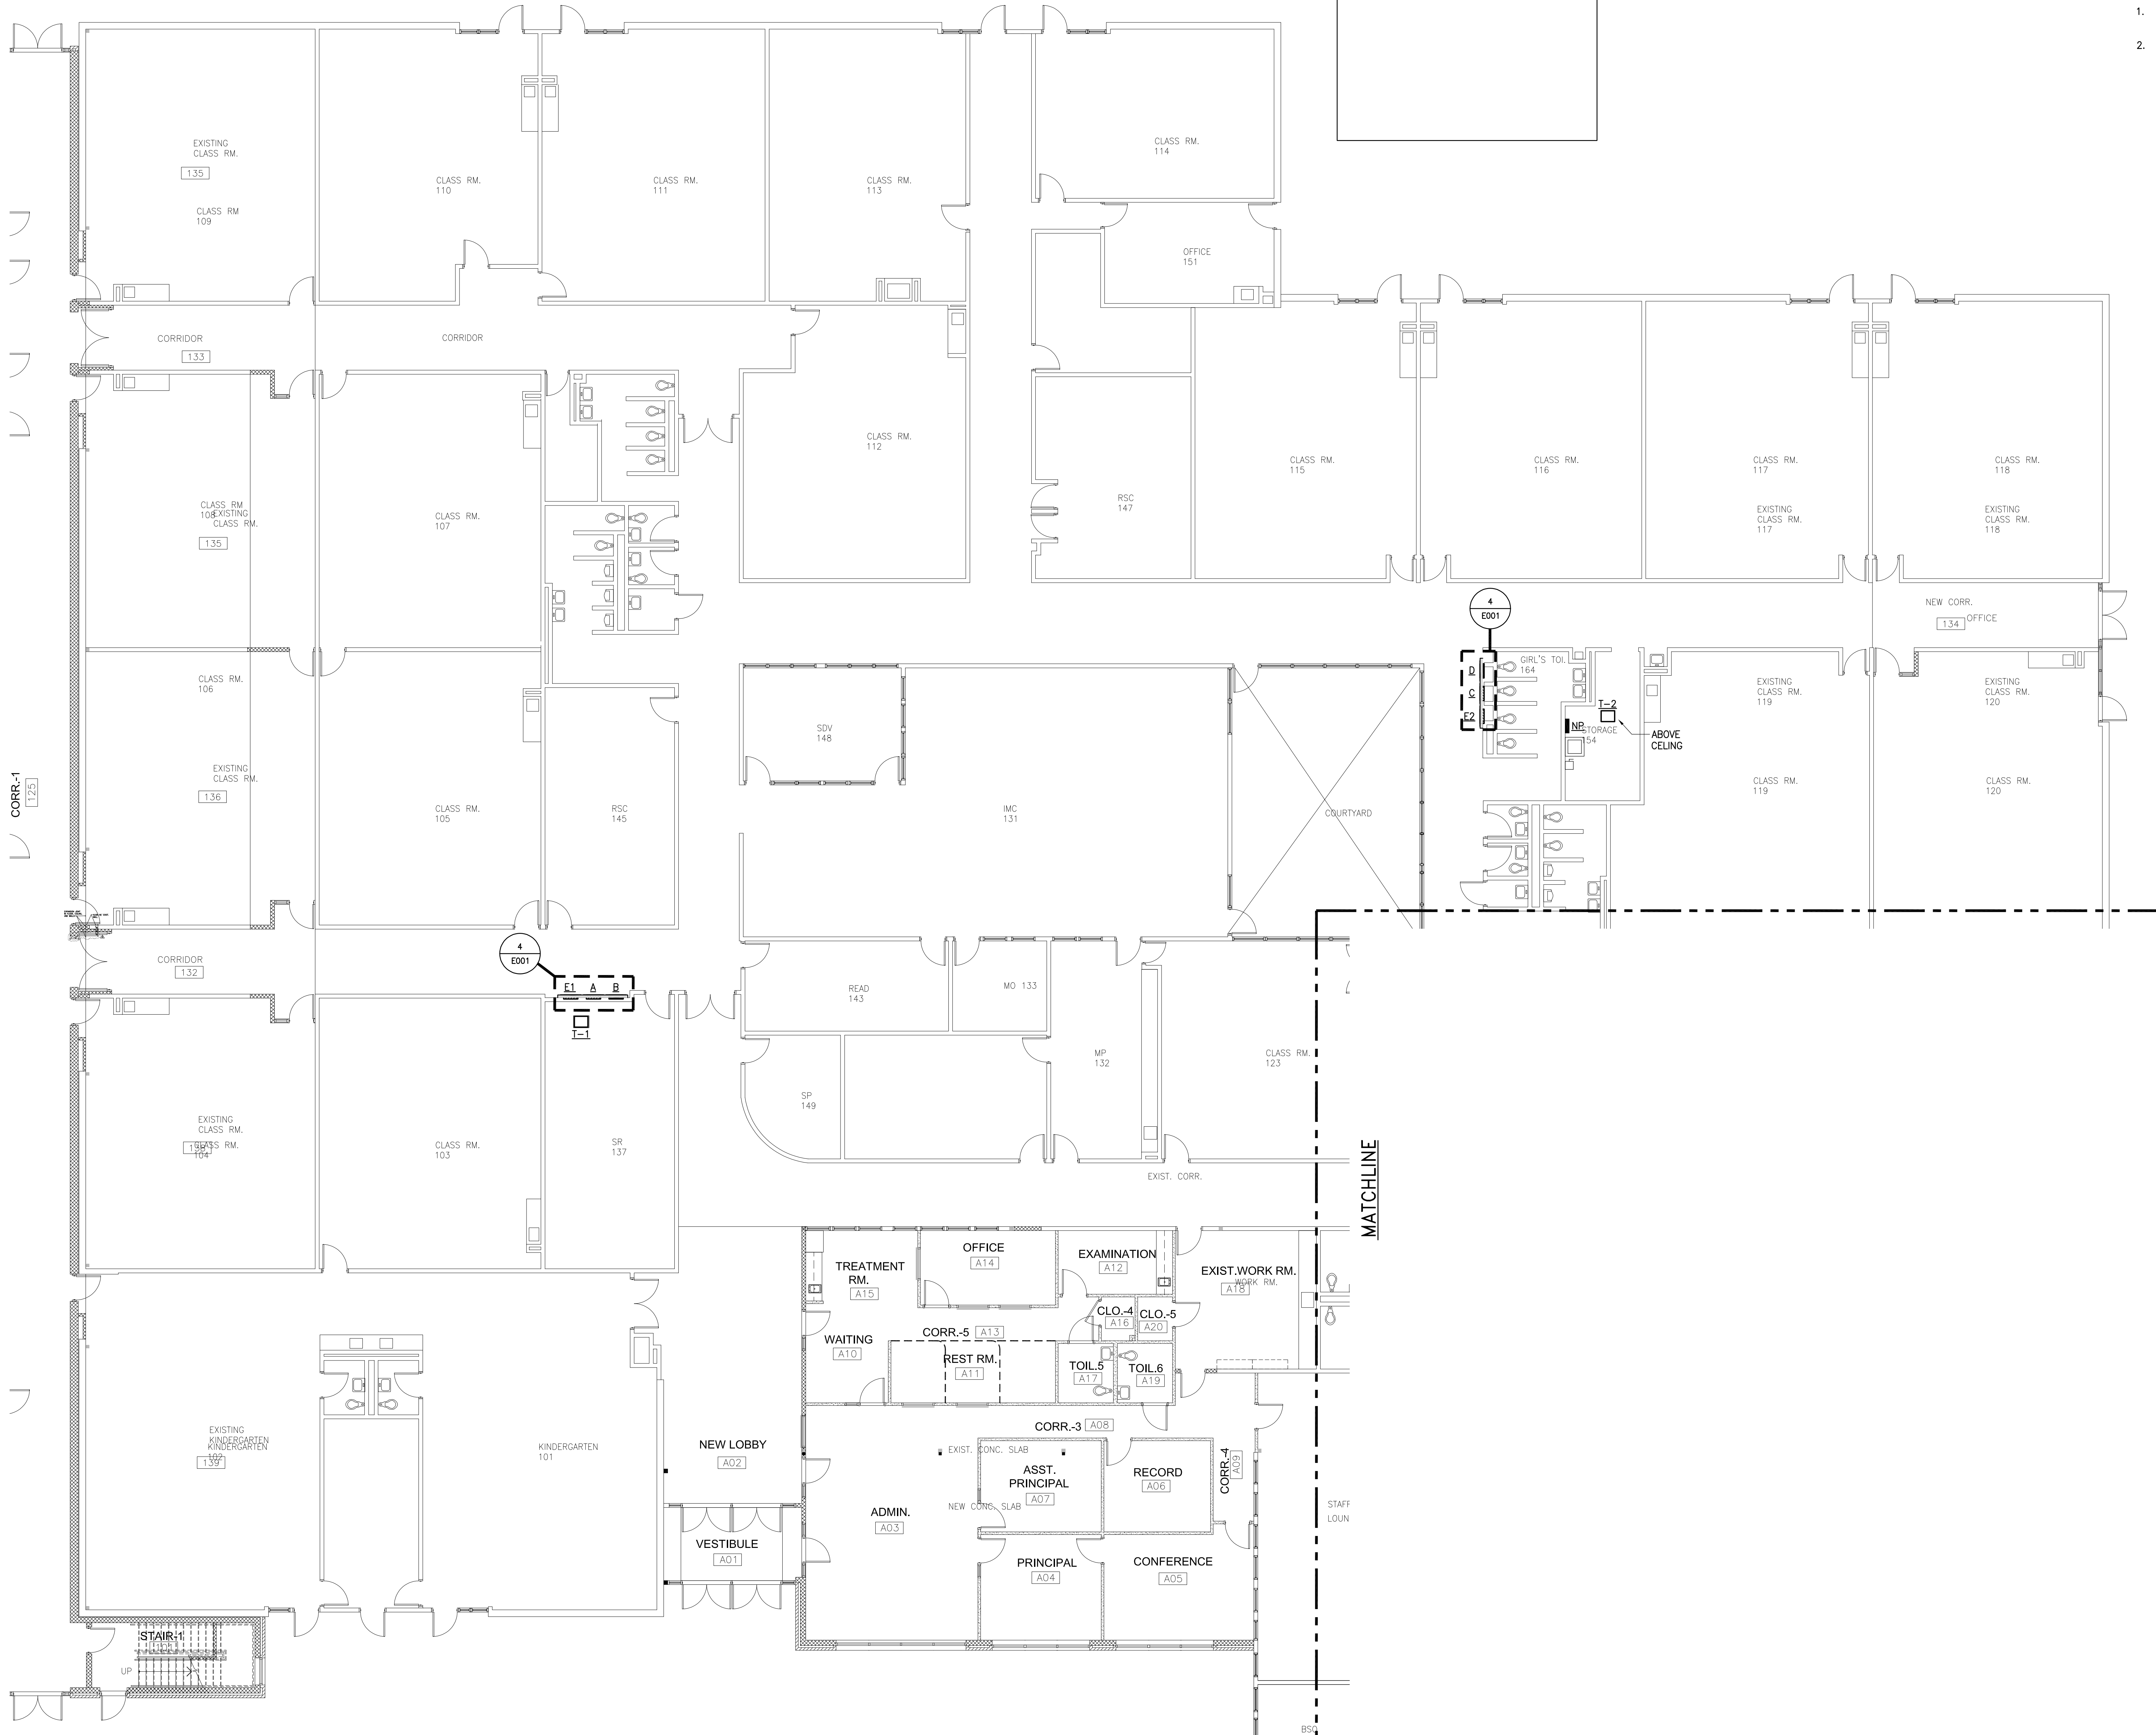 1.
2.
EXISTING
CLASS RM.
135
CLASS RM
109
CLASS RM.
110
CLASS RM.
111
CLASS RM.
113
CLASS RM.
114
OFFICE
151
CORRIDOR
133
CORRIDOR
CLASS RM
108
EXISTING
CLASS RM.
135
CLASS RM.
107
CLASS RM.
112
RSC
147
CLASS RM.
115
CLASS RM.
116
CLASS RM.
117
EXISTING
CLASS RM.
117
CLASS RM.
118
EXISTING
CLASS RM.
118
4
E001
NEW CORR.
134
OFFICE
D
C
E2
GIRL'S TOI.
164
T-2
NP
STORAGE
154
ABOVE
CELING
EXISTING
CLASS RM.
119
CLASS RM.
119
EXISTING
CLASS RM.
120
CLASS RM.
120
CLASS RM.
106
EXISTING
CLASS RM.
136
CORR.-1
125
CLASS RM.
105
RSC
145
SDV
148
IMC
131
COURTYARD
CORRIDOR
132
4
E001
E1 A B
T-1
READ
143
MO 133
MP
132
CLASS RM.
123
SP
149
EXISTING
CLASS RM.
138
CLASS RM.
104
CLASS RM.
103
SR
137
EXIST. CORR.
MATCHLINE
TREATMENT
RM.
A15
OFFICE
A14
EXAMINATION
A12
EXIST.WORK RM.
WORK RM.
A18
CLO.-4
A16
CLO.-5
A20
WAITING
A10
CORR.-5 A13
REST RM.
A11
TOIL.5
A17
TOIL.6
A19
EXISTING
KINDERGARTEN
KINDERGARTEN
102
139
KINDERGARTEN
101
NEW LOBBY
A02
CORR.-3 A08
EXIST. CONC. SLAB
ASST.
PRINCIPAL
A07
NEW CONC. SLAB
RECORD
A06
CORR.-4
A09
ADMIN.
A03
VESTIBULE
A01
PRINCIPAL
A04
CONFERENCE
A05
STAFF
LOUN
STAIR-1
UP
BSO